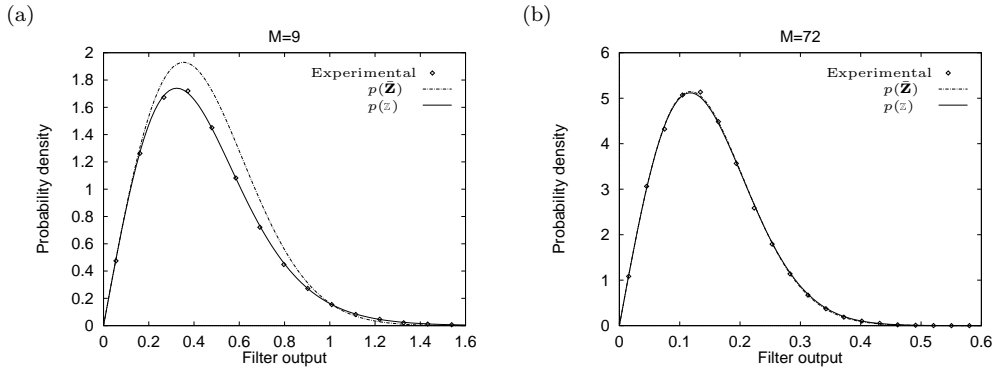 (a)
M=9
Probability density
2
1.8
1.6
1.4
1.2
1
0.8
0.6
0.4
0.2
0
Experimental
p(Z̄)
p(𝕫)
0 0.2 0.4 0.6 0.8 1 1.2 1.4 1.6
Filter output
(b)
M=72
Probability density
6
5
4
3
2
1
0
Experimental
p(Z̄)
p(𝕫)
0 0.1 0.2 0.3 0.4 0.5 0.6
Filter output